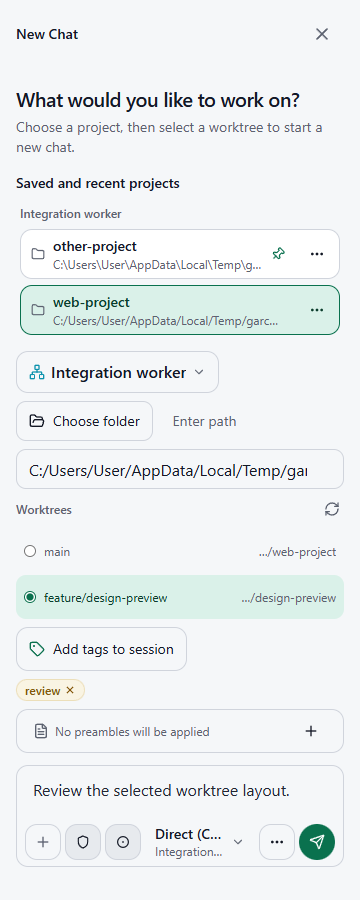 New Chat
What would you like to work on?
Choose a project, then select a worktree to start a
new chat.
Saved and recent projects
Integration worker
other-project
C:\Users\User\AppData\Local\Temp\g...
web-project
C:/Users/User/AppData/Local/Temp/garc...
Integration worker
Choose folder Enter path
C:/Users/User/AppData/Local/Temp/gar
Worktrees
main .../web-project
feature/design-preview .../design-preview
Add tags to session
review
No preambles will be applied
Review the selected worktree layout.
Direct (C...
Integration...